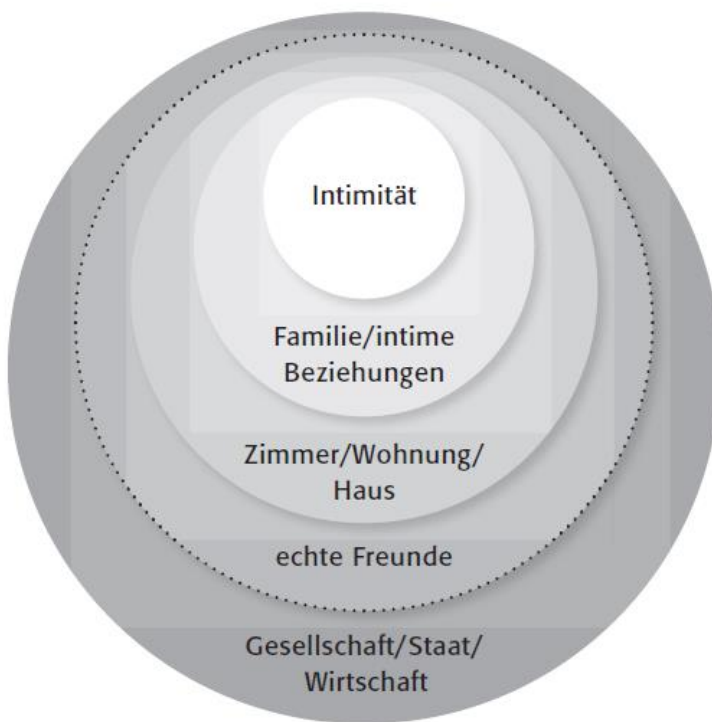 Intimität
Familie/intime
Beziehungen
Zimmer/Wohnung/
Haus
echte Freunde
Gesellschaft/Staat/
Wirtschaft